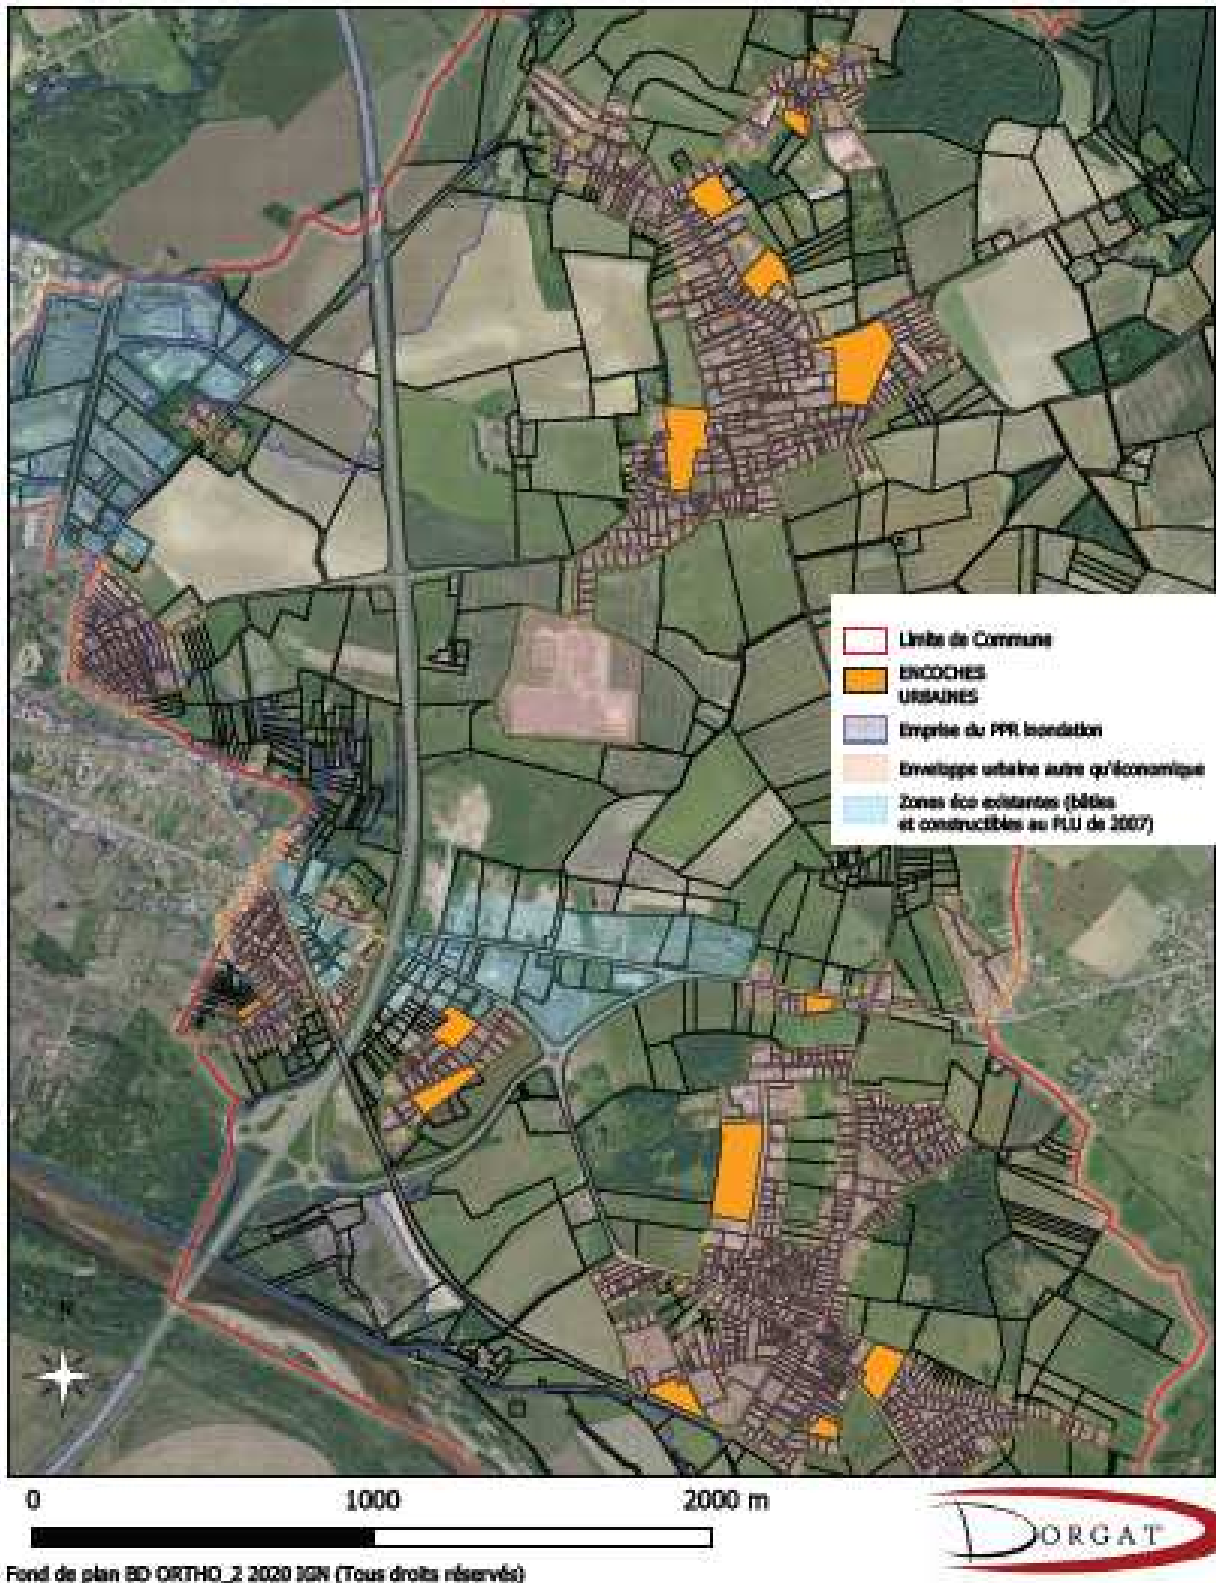 Limite de Commune
ENCOCHES
URBAINES
Emprise du PPR Inondation
Enveloppe urbaine autre qu'économique
Zones éco existantes (bâties
et constructibles au PLU de 2007)
N
0 1000 2000 m
DORGAT
Fond de plan BD ORTHO_2 2020 IGN (Tous droits réservés)